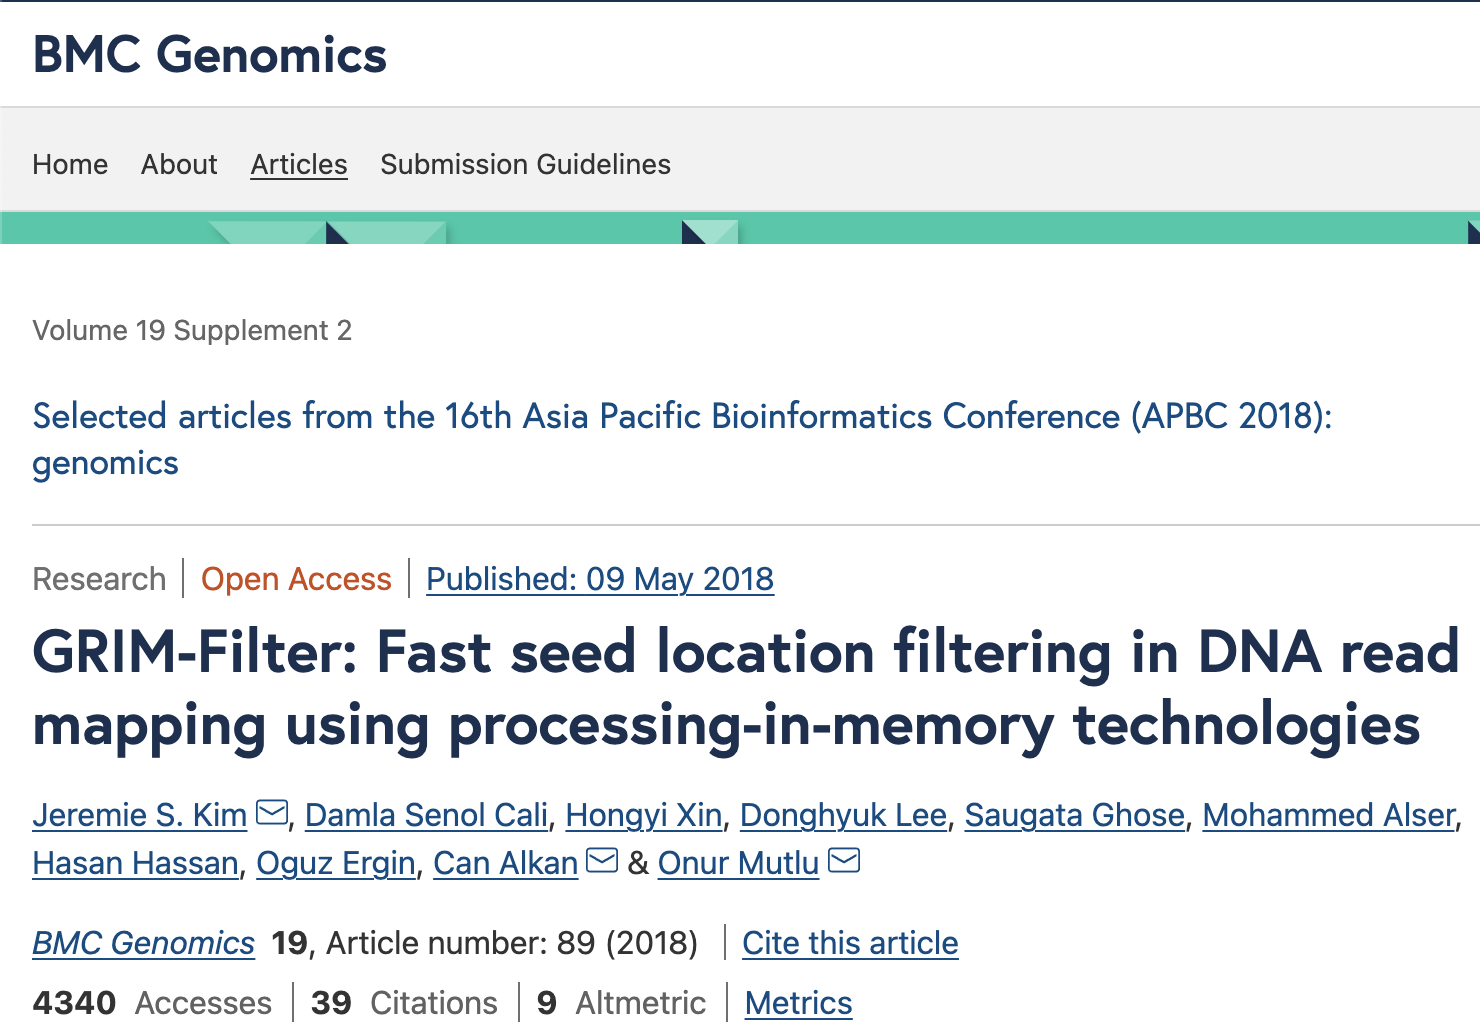 BMC Genomics
Home About Articles Submission Guidelines
Volume 19 Supplement 2
Selected articles from the 16th Asia Pacific Bioinformatics Conference (APBC 2018):
genomics
Research Open Access Published: 09 May 2018
GRIM-Filter: Fast seed location filtering in DNA read
mapping using processing-in-memory technologies
Jeremie S. Kim, Damla Senol Cali, Hongyi Xin, Donghyuk Lee, Saugata Ghose, Mohammed Alser,
Hasan Hassan, Oguz Ergin, Can Alkan & Onur Mutlu
BMC Genomics 19, Article number: 89 (2018) Cite this article
4340 Accesses 39 Citations 9 Altmetric Metrics